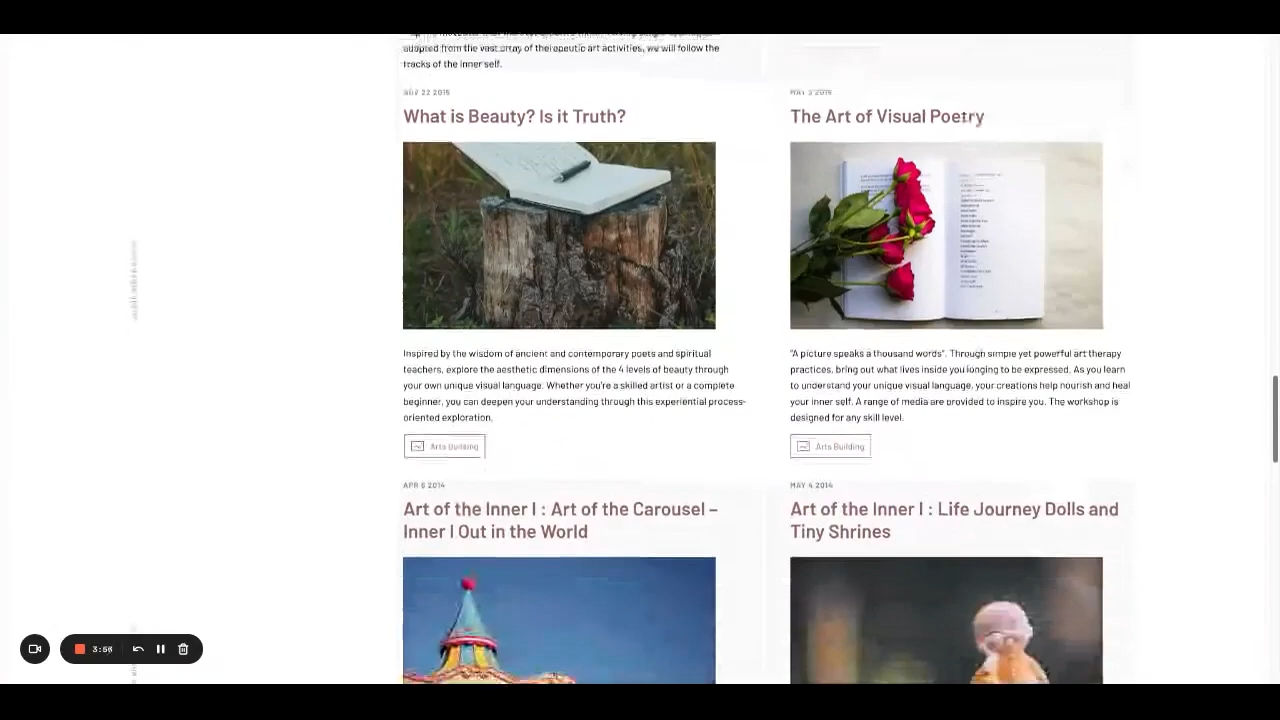 adapted from the vast array of therapeutic art activities, we will follow the
tracks of the inner self.
NOV 22 2015
What is Beauty? Is it Truth?
Inspired by the wisdom of ancient and contemporary poets and spiritual
teachers, explore the aesthetic dimensions of the 4 levels of beauty through
your own unique visual language. Whether you're a skilled artist or a complete
beginner, you can deepen your understanding through this experiential process-
oriented exploration.
Arts Building
MAY 3 2015
The Art of Visual Poetry
"A picture speaks a thousand words". Through simple yet powerful art therapy
practices, bring out what lives inside you longing to be expressed. As you learn
to understand your unique visual language, your creations help nourish and heal
your inner self. A range of media are provided to inspire you. The workshop is
designed for any skill level.
Arts Building
APR 6 2014
Art of the Inner I : Art of the Carousel –
Inner I Out in the World
MAY 4 2014
Art of the Inner I : Life Journey Dolls and
Tiny Shrines